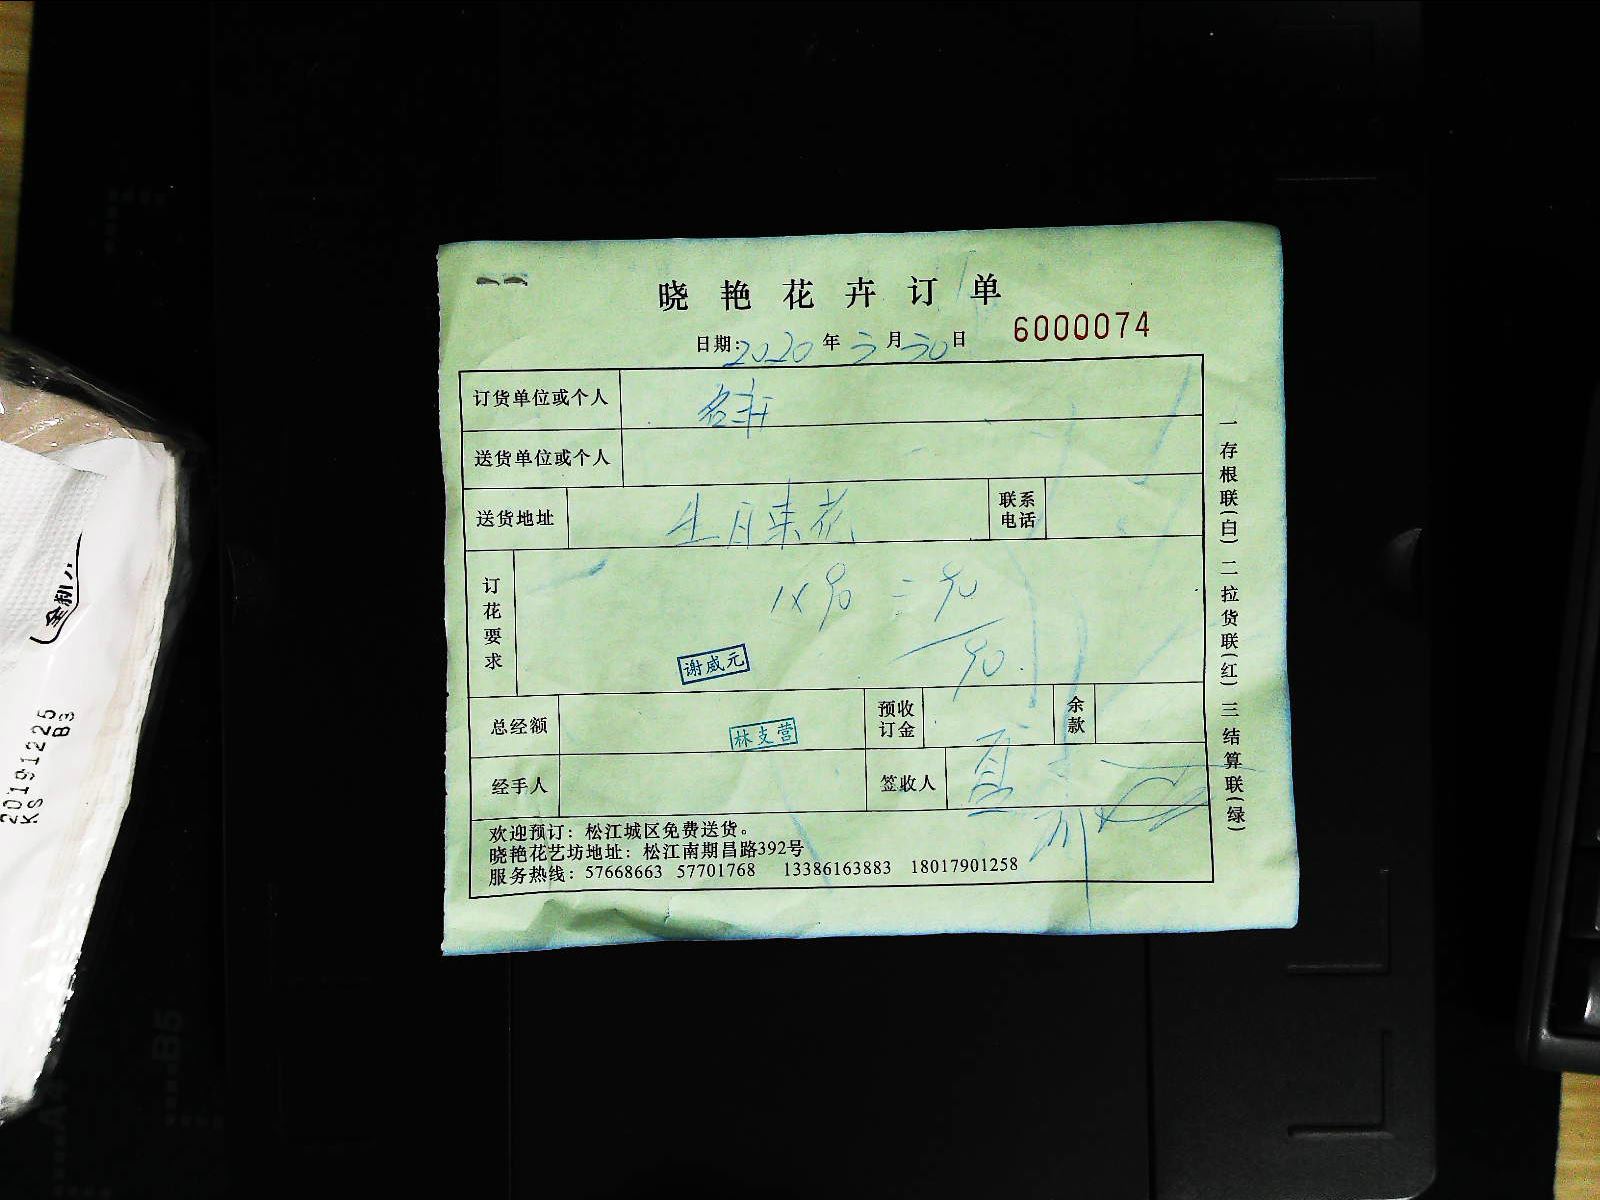 晓艳花卉订单
日期:2020年3月30日 6000074
订货单位或个人 名轩
送货单位或个人
送货地址 生日束花 联系电话
订花要求 1×90=90
90
谢威元
总经额 林支营 预收订金 余款
经手人 签收人
欢迎预订：松江城区免费送货。
晓艳花艺坊地址：松江南期昌路392号
服务热线：57668663 57701768 13386163883 18017901258
一存根联(白)二拉货联(红)三结算联(绿)
全新
20191225
KS B3
B5